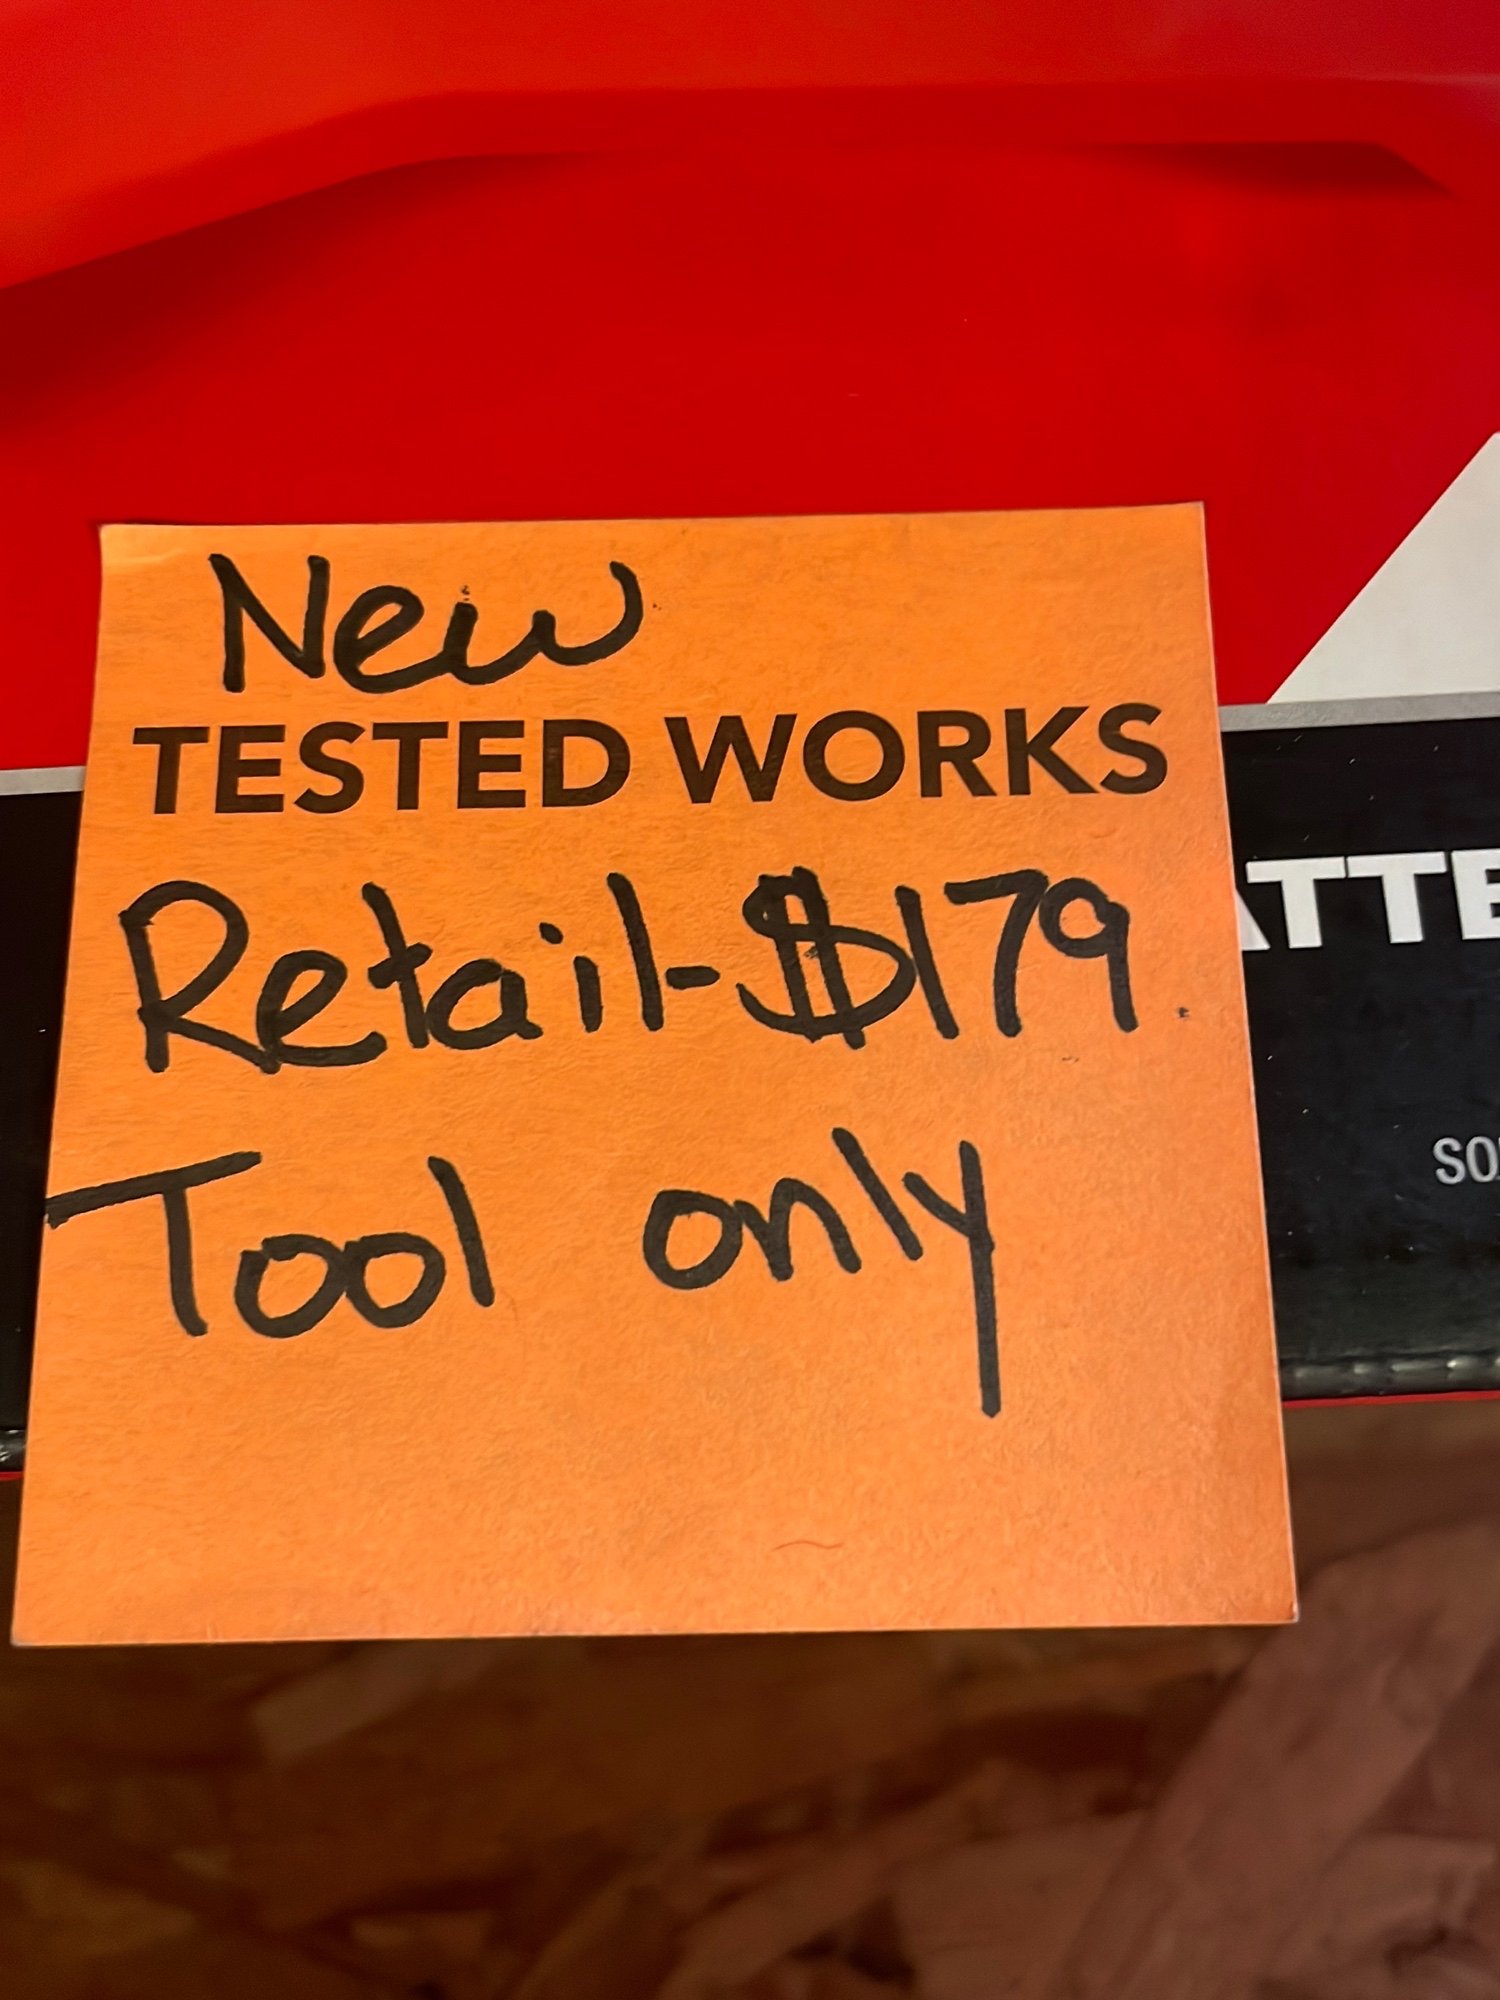 New
TESTED WORKS
Retail-$179
Tool only